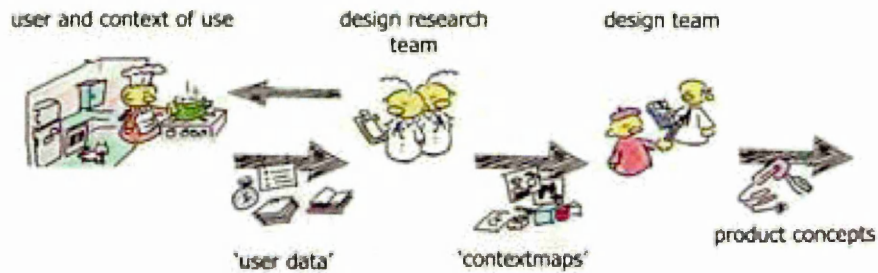 user and context of use
design research
team
design team
'user data'
'contextmaps'
product concepts